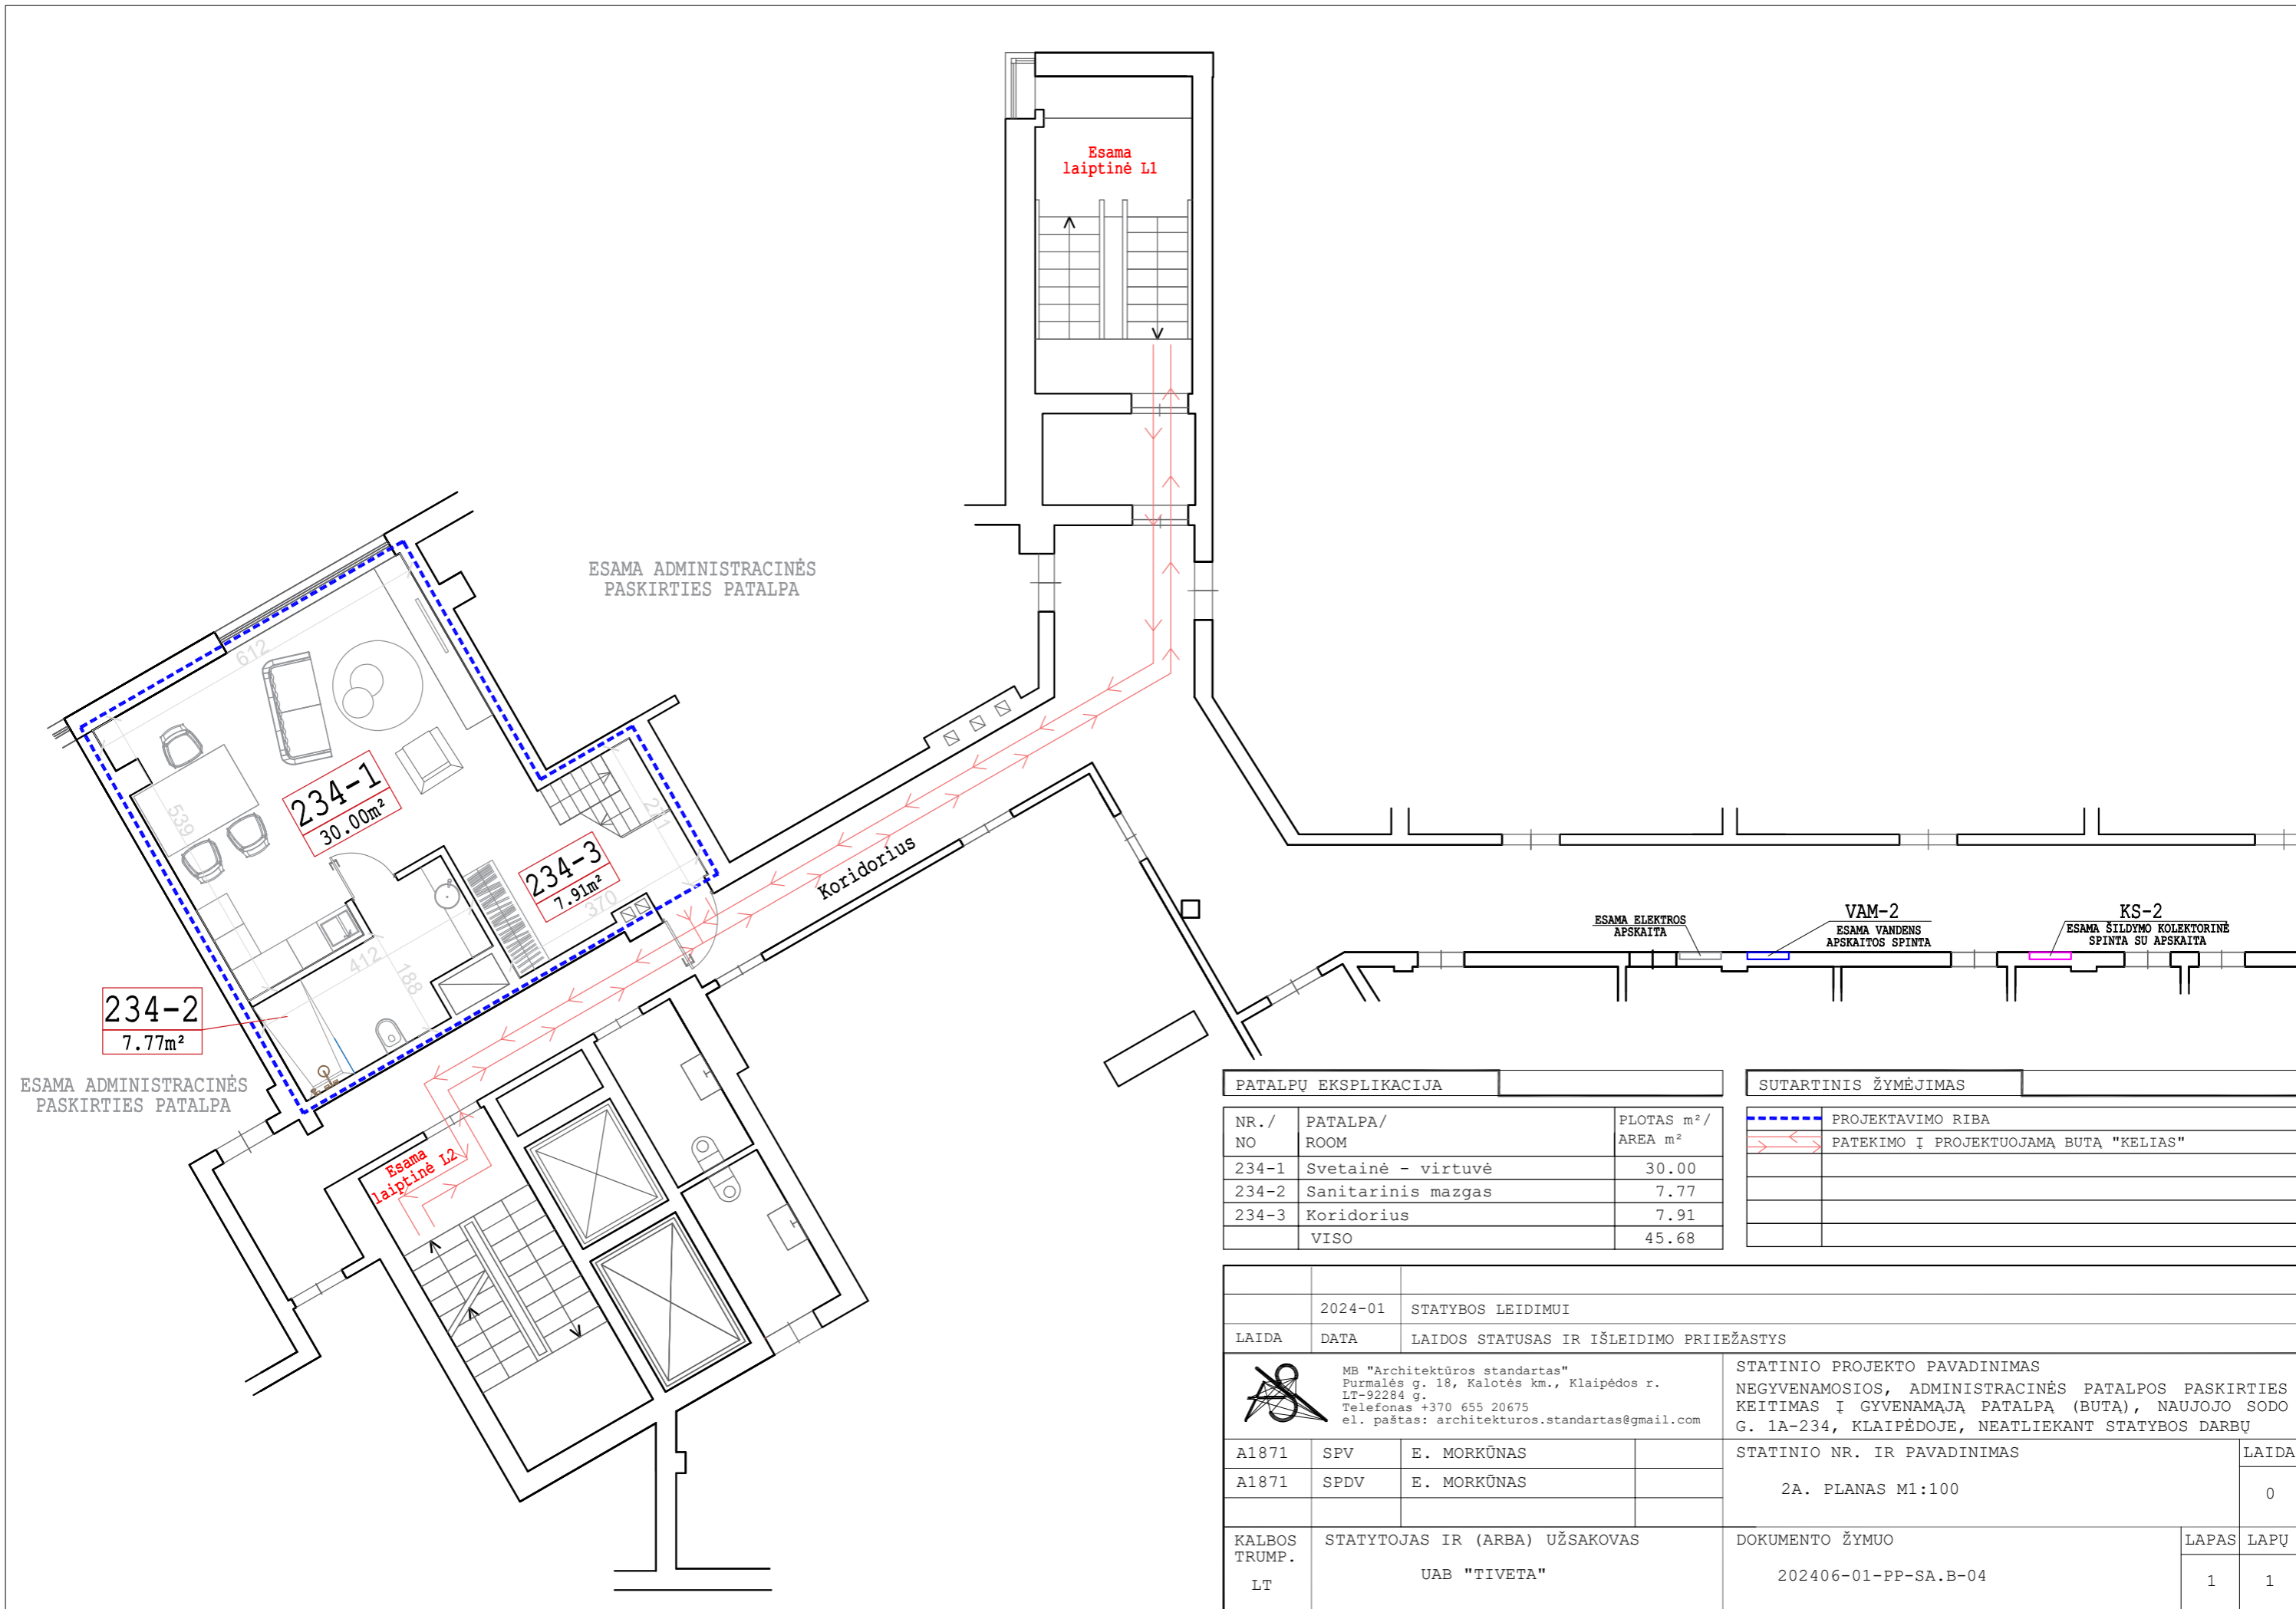 Esama
laiptinė L1
ESAMA ADMINISTRACINĖS
PASKIRTIES PATALPA
612
539
234-1
30.00m²
221
234-3
7.91m²
370
412
188
Koridorius
234-2
7.77m²
ESAMA ADMINISTRACINĖS
PASKIRTIES PATALPA
Esama
laiptinė L2
ESAMA ELEKTROS
APSKAITA
VAM-2
ESAMA VANDENS
APSKAITOS SPINTA
KS-2
ESAMA ŠILDYMO KOLEKTORINĖ
SPINTA SU APSKAITA
PATALPŲ EKSPLIKACIJA
NR./ PATALPA/ PLOTAS m²/
NO ROOM AREA m²
234-1 Svetainė - virtuvė 30.00
234-2 Sanitarinis mazgas 7.77
234-3 Koridorius 7.91
VISO 45.68
SUTARTINIS ŽYMĖJIMAS
PROJEKTAVIMO RIBA
PATEKIMO Į PROJEKTUOJAMĄ BUTĄ "KELIAS"
2024-01 STATYBOS LEIDIMUI
LAIDA DATA LAIDOS STATUSAS IR IŠLEIDIMO PRIIEŽASTYS
MB "Architektūros standartas"
Purmalės g. 18, Kalotės km., Klaipėdos r.
LT-92284 g.
Telefonas +370 655 20675
el. paštas: architekturos.standartas@gmail.com
STATINIO PROJEKTO PAVADINIMAS
NEGYVENAMOSIOS, ADMINISTRACINĖS PATALPOS PASKIRTIES
KEITIMAS Į GYVENAMĄJĄ PATALPĄ (BUTĄ), NAUJOJO SODO
G. 1A-234, KLAIPĖDOJE, NEATLIEKANT STATYBOS DARBŲ
A1871 SPV E. MORKŪNAS
A1871 SPDV E. MORKŪNAS
STATINIO NR. IR PAVADINIMAS LAIDA
2A. PLANAS M1:100 0
KALBOS
TRUMP.
LT
STATYTOJAS IR (ARBA) UŽSAKOVAS
UAB "TIVETA"
DOKUMENTO ŽYMUO LAPAS LAPŲ
202406-01-PP-SA.B-04 1 1